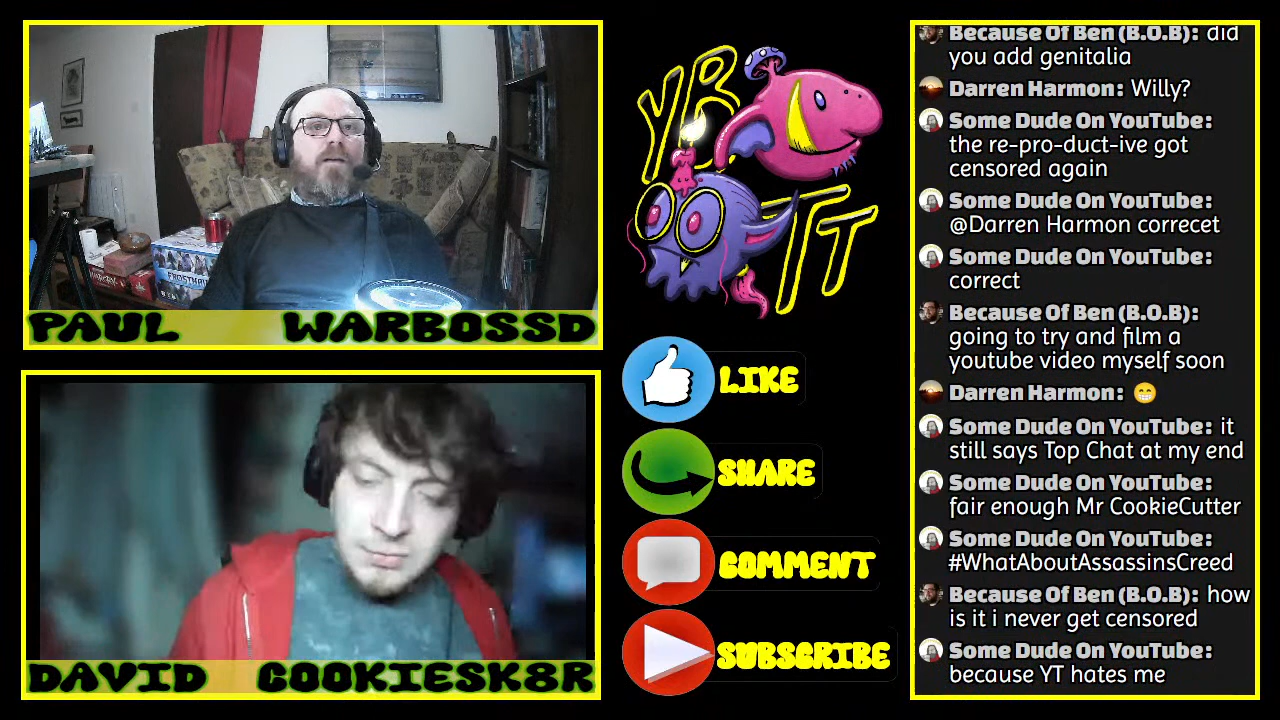 PAUL WARBOSSD
DAVID COOKIESK8R
YR
TT
LIKE
SHARE
COMMENT
SUBSCRIBE
Because Of Ben (B.O.B): did
you add genitalia
Darren Harmon: Willy?
Some Dude On YouTube:
the re-pro-duct-ive got
censored again
Some Dude On YouTube:
@Darren Harmon correcet
Some Dude On YouTube:
correct
Because Of Ben (B.O.B):
going to try and film a
youtube video myself soon
Darren Harmon: 😁
Some Dude On YouTube: it
still says Top Chat at my end
Some Dude On YouTube:
fair enough Mr CookieCutter
Some Dude On YouTube:
#WhatAboutAssassinsCreed
Because Of Ben (B.O.B): how
is it i never get censored
Some Dude On YouTube:
because YT hates me